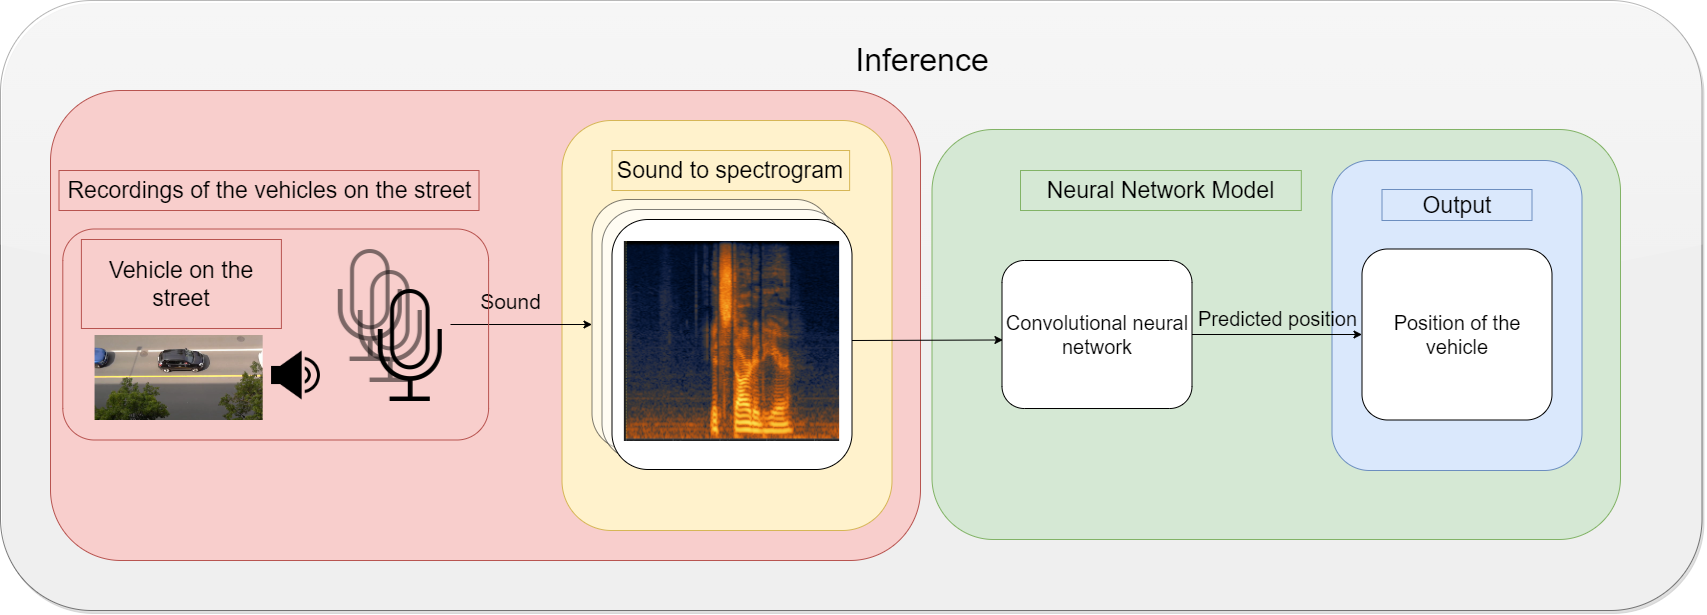 Inference
Recordings of the vehicles on the street
Vehicle on the
street
Sound
Sound to spectrogram
Neural Network Model
Convolutional neural
network
Predicted position
Output
Position of the
vehicle